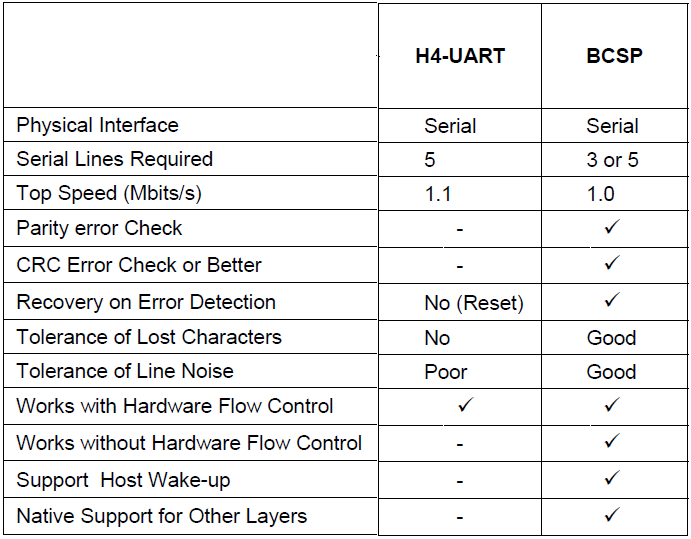 H4-UART BCSP
Physical Interface Serial Serial
Serial Lines Required 5 3 or 5
Top Speed (Mbits/s) 1.1 1.0
Parity error Check - ✓
CRC Error Check or Better - ✓
Recovery on Error Detection No (Reset) ✓
Tolerance of Lost Characters No Good
Tolerance of Line Noise Poor Good
Works with Hardware Flow Control ✓ ✓
Works without Hardware Flow Control - ✓
Support Host Wake-up - ✓
Native Support for Other Layers - ✓